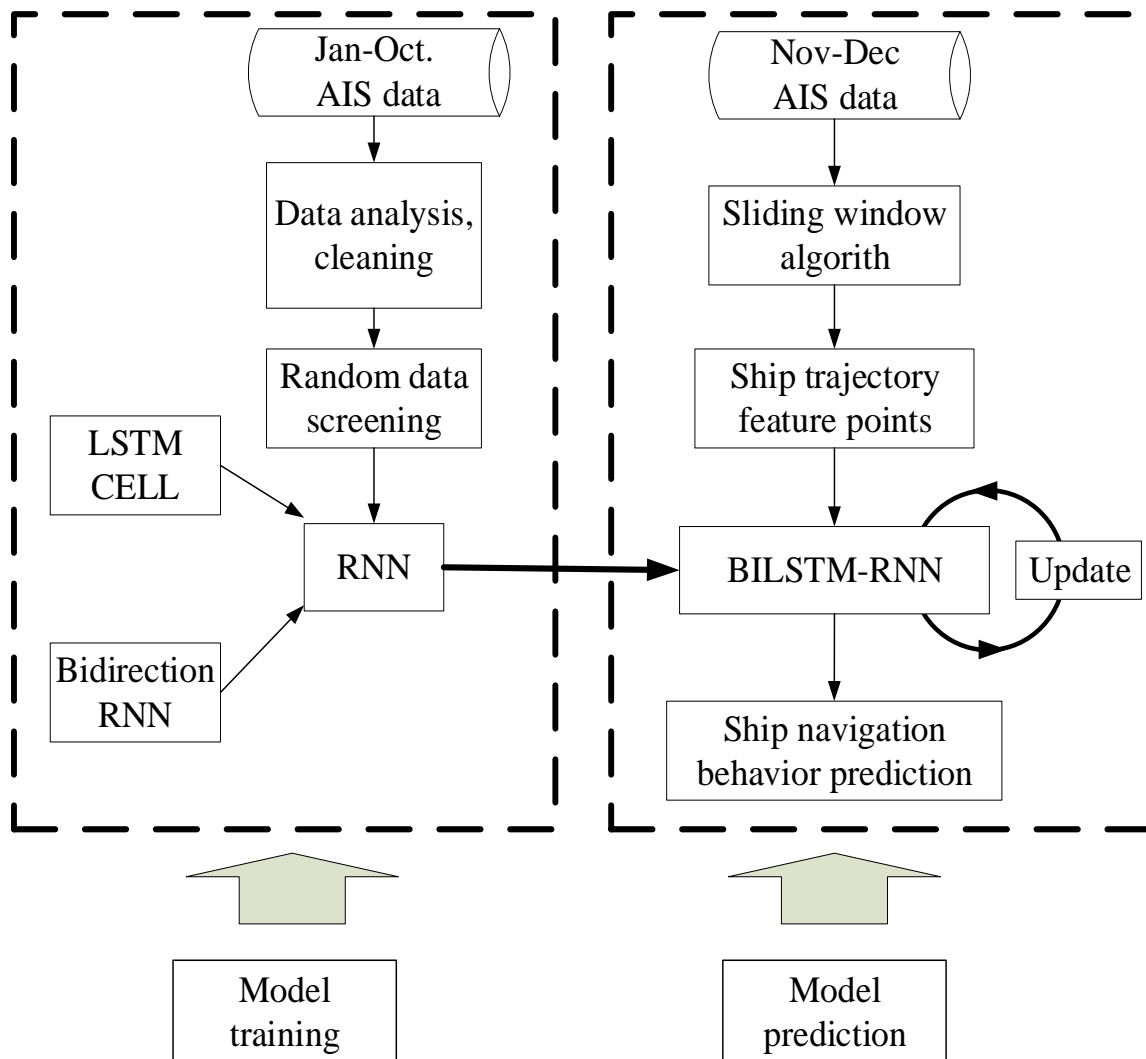 Jan-Oct.
AIS data
Data analysis,
cleaning
Random data
screening
LSTM
CELL
RNN
Bidirection
RNN
Nov-Dec
AIS data
Sliding window
algorith
Ship trajectory
feature points
BILSTM-RNN
Update
Ship navigation
behavior prediction
Model
training
Model
prediction